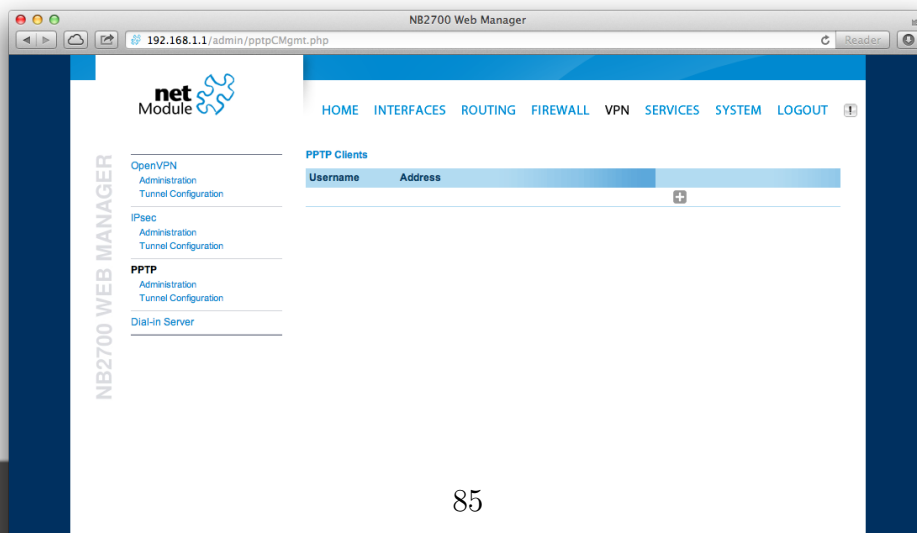 NB2700 Web Manager
192.168.1.1/admin/pptpCMgmt.php
Reader
net
Module
HOME INTERFACES ROUTING FIREWALL VPN SERVICES SYSTEM LOGOUT
NB2700 WEB MANAGER
OpenVPN
Administration
Tunnel Configuration
IPsec
Administration
Tunnel Configuration
PPTP
Administration
Tunnel Configuration
Dial-in Server
PPTP Clients
Username Address
85